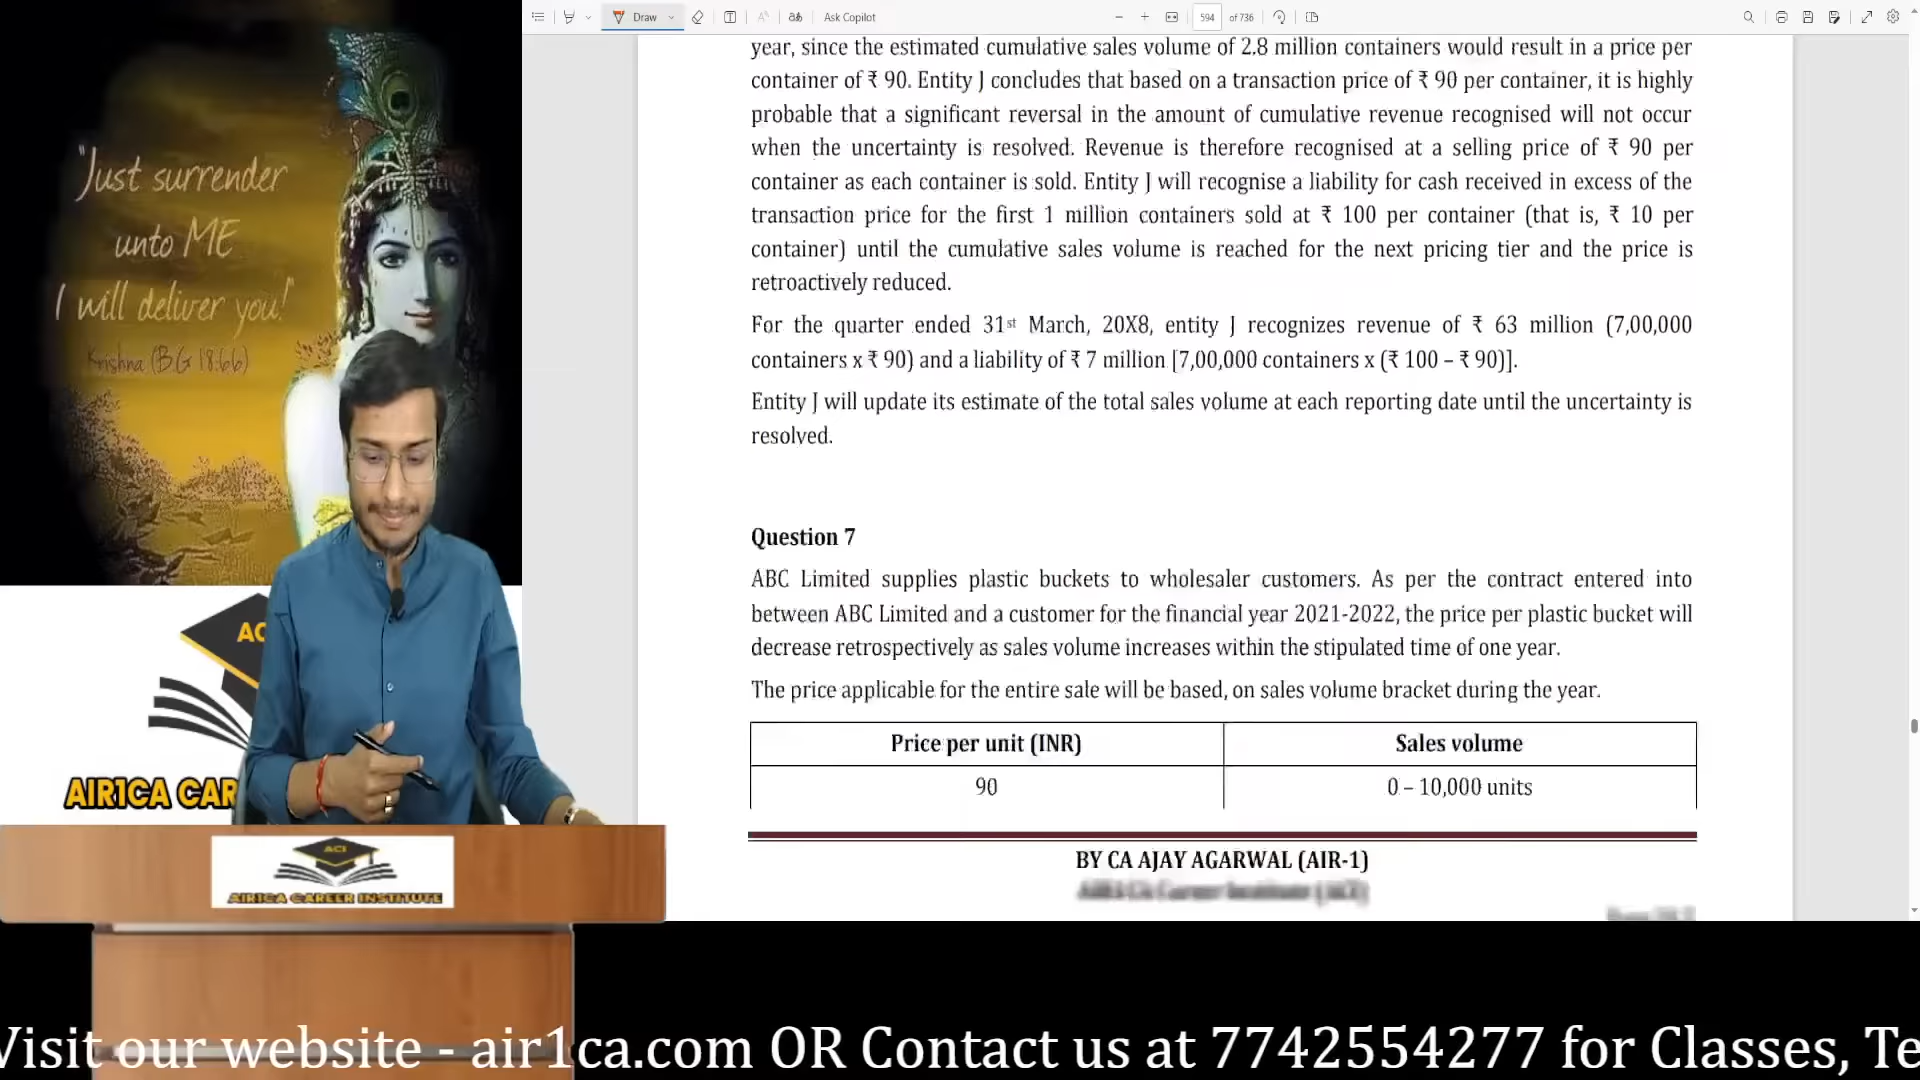 Draw
Ask Copilot
594
of 736
"Just surrender
unto ME
I will deliver you!"
Krishna (B.G 18:66)
year, since the estimated cumulative sales volume of 2.8 million containers would result in a price per
container of ₹ 90. Entity J concludes that based on a transaction price of ₹ 90 per container, it is highly
probable that a significant reversal in the amount of cumulative revenue recognised will not occur
when the uncertainty is resolved. Revenue is therefore recognised at a selling price of ₹ 90 per
container as each container is sold. Entity J will recognise a liability for cash received in excess of the
transaction price for the first 1 million containers sold at ₹ 100 per container (that is, ₹ 10 per
container) until the cumulative sales volume is reached for the next pricing tier and the price is
retroactively reduced.
For the quarter ended 31st March, 20X8, entity J recognizes revenue of ₹ 63 million (7,00,000
containers x ₹ 90) and a liability of ₹ 7 million [7,00,000 containers x (₹ 100 – ₹ 90)].
Entity J will update its estimate of the total sales volume at each reporting date until the uncertainty is
resolved.
Question 7
ABC Limited supplies plastic buckets to wholesaler customers. As per the contract entered into
between ABC Limited and a customer for the financial year 2021-2022, the price per plastic bucket will
decrease retrospectively as sales volume increases within the stipulated time of one year.
The price applicable for the entire sale will be based, on sales volume bracket during the year.
Price per unit (INR) Sales volume
90 0 – 10,000 units
BY CA AJAY AGARWAL (AIR-1)
AC
AIR1CA CAR
ACI
AIR1CA CAREER INSTITUTE
Visit our website - air1ca.com OR Contact us at 7742554277 for Classes, Te